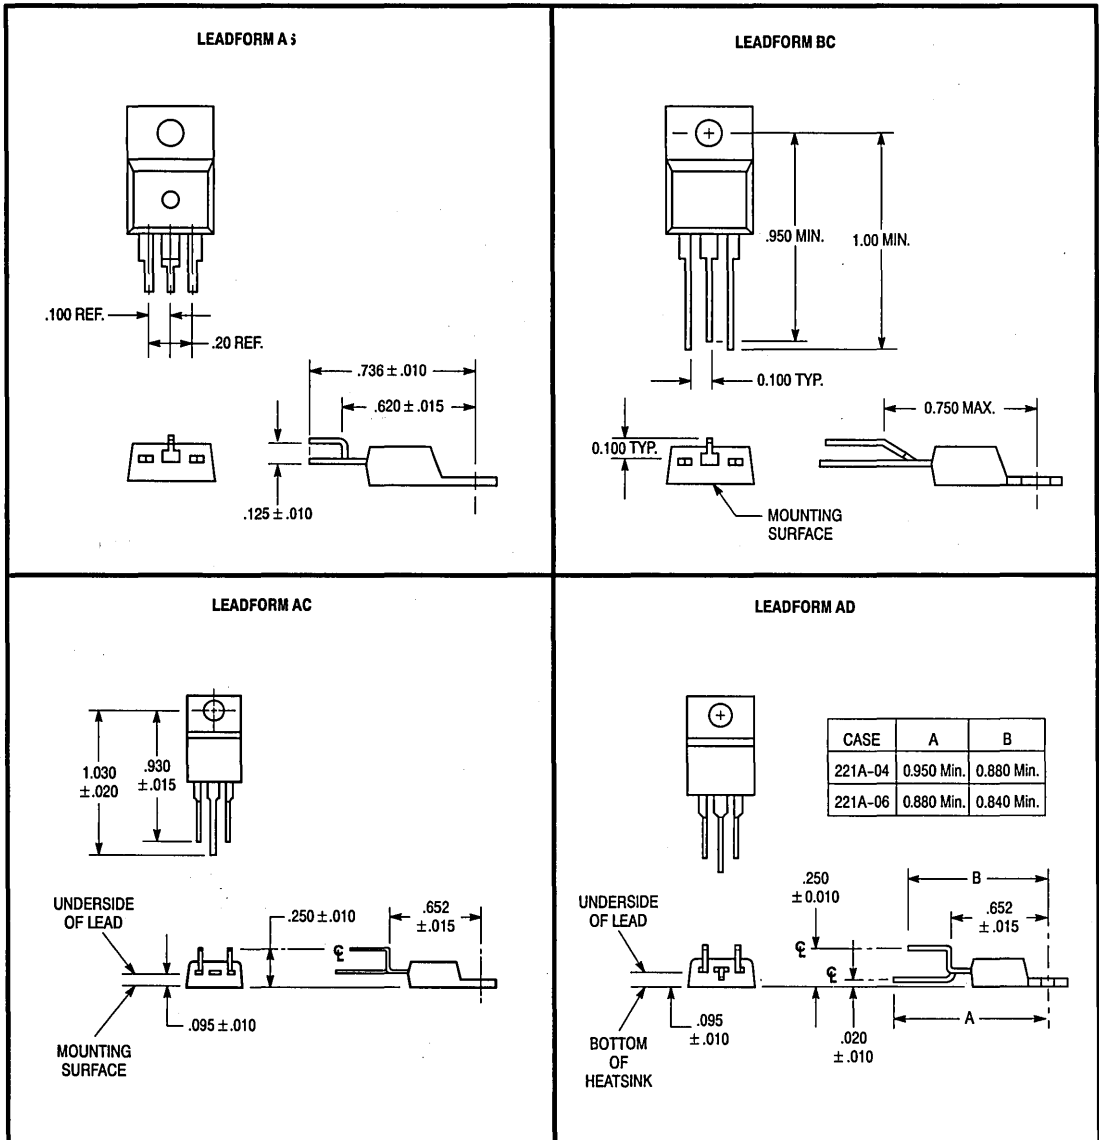 LEADFORM AS
.100 REF.
.20 REF.
.736 ± .010
.620 ± .015
.125 ± .010
LEADFORM BC
.950 MIN.
1.00 MIN.
0.100 TYP.
0.750 MAX.
0.100 TYP.
MOUNTING
SURFACE
LEADFORM AC
1.030
±.020
.930
±.015
UNDERSIDE
OF LEAD
.250 ±.010
.652
±.015
℄
.095 ±.010
MOUNTING
SURFACE
LEADFORM AD
CASE A B
221A-04 0.950 Min. 0.880 Min.
221A-06 0.880 Min. 0.840 Min.
UNDERSIDE
OF LEAD
.250
± 0.010
B
.652
± .015
℄
℄
.095
± .010
A
.020
± .010
BOTTOM
OF
HEATSINK